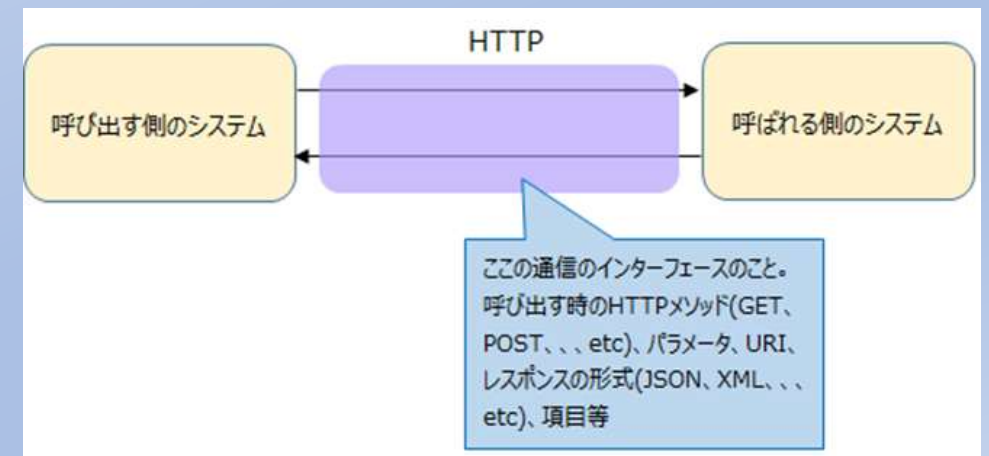 HTTP
呼び出す側のシステム
呼ばれる側のシステム
ここの通信のインターフェースのこと。
呼び出す時のHTTPメソッド(GET、
POST、、、etc)、パラメータ、URI、
レスポンスの形式(JSON、XML、、、
etc)、項目等